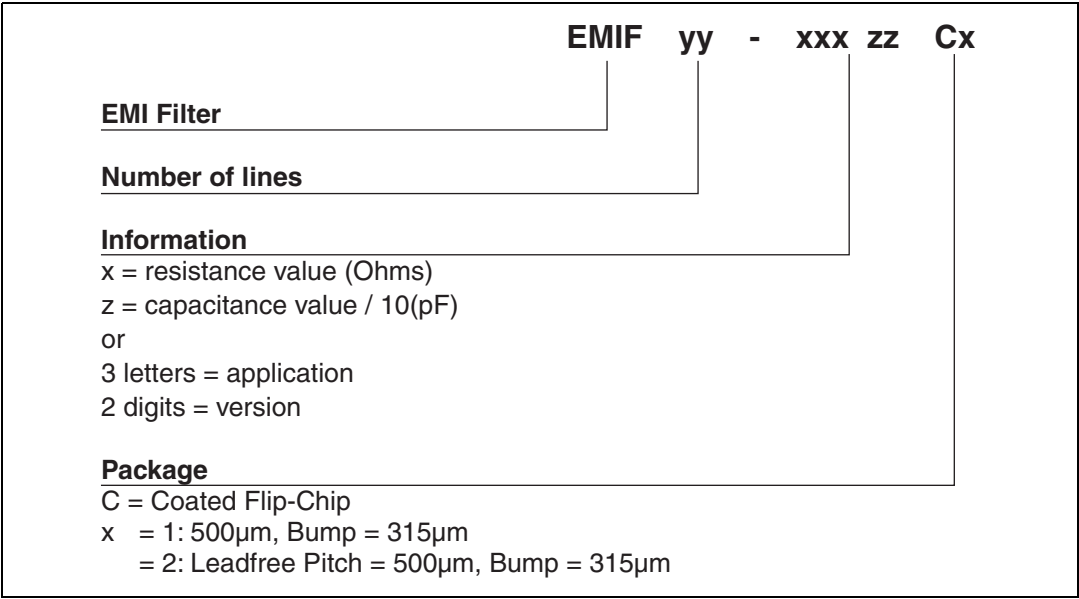 EMIF yy - xxx zz Cx
EMI Filter
Number of lines
Information
x = resistance value (Ohms)
z = capacitance value / 10(pF)
or
3 letters = application
2 digits = version
Package
C = Coated Flip-Chip
x = 1: 500µm, Bump = 315µm
= 2: Leadfree Pitch = 500µm, Bump = 315µm